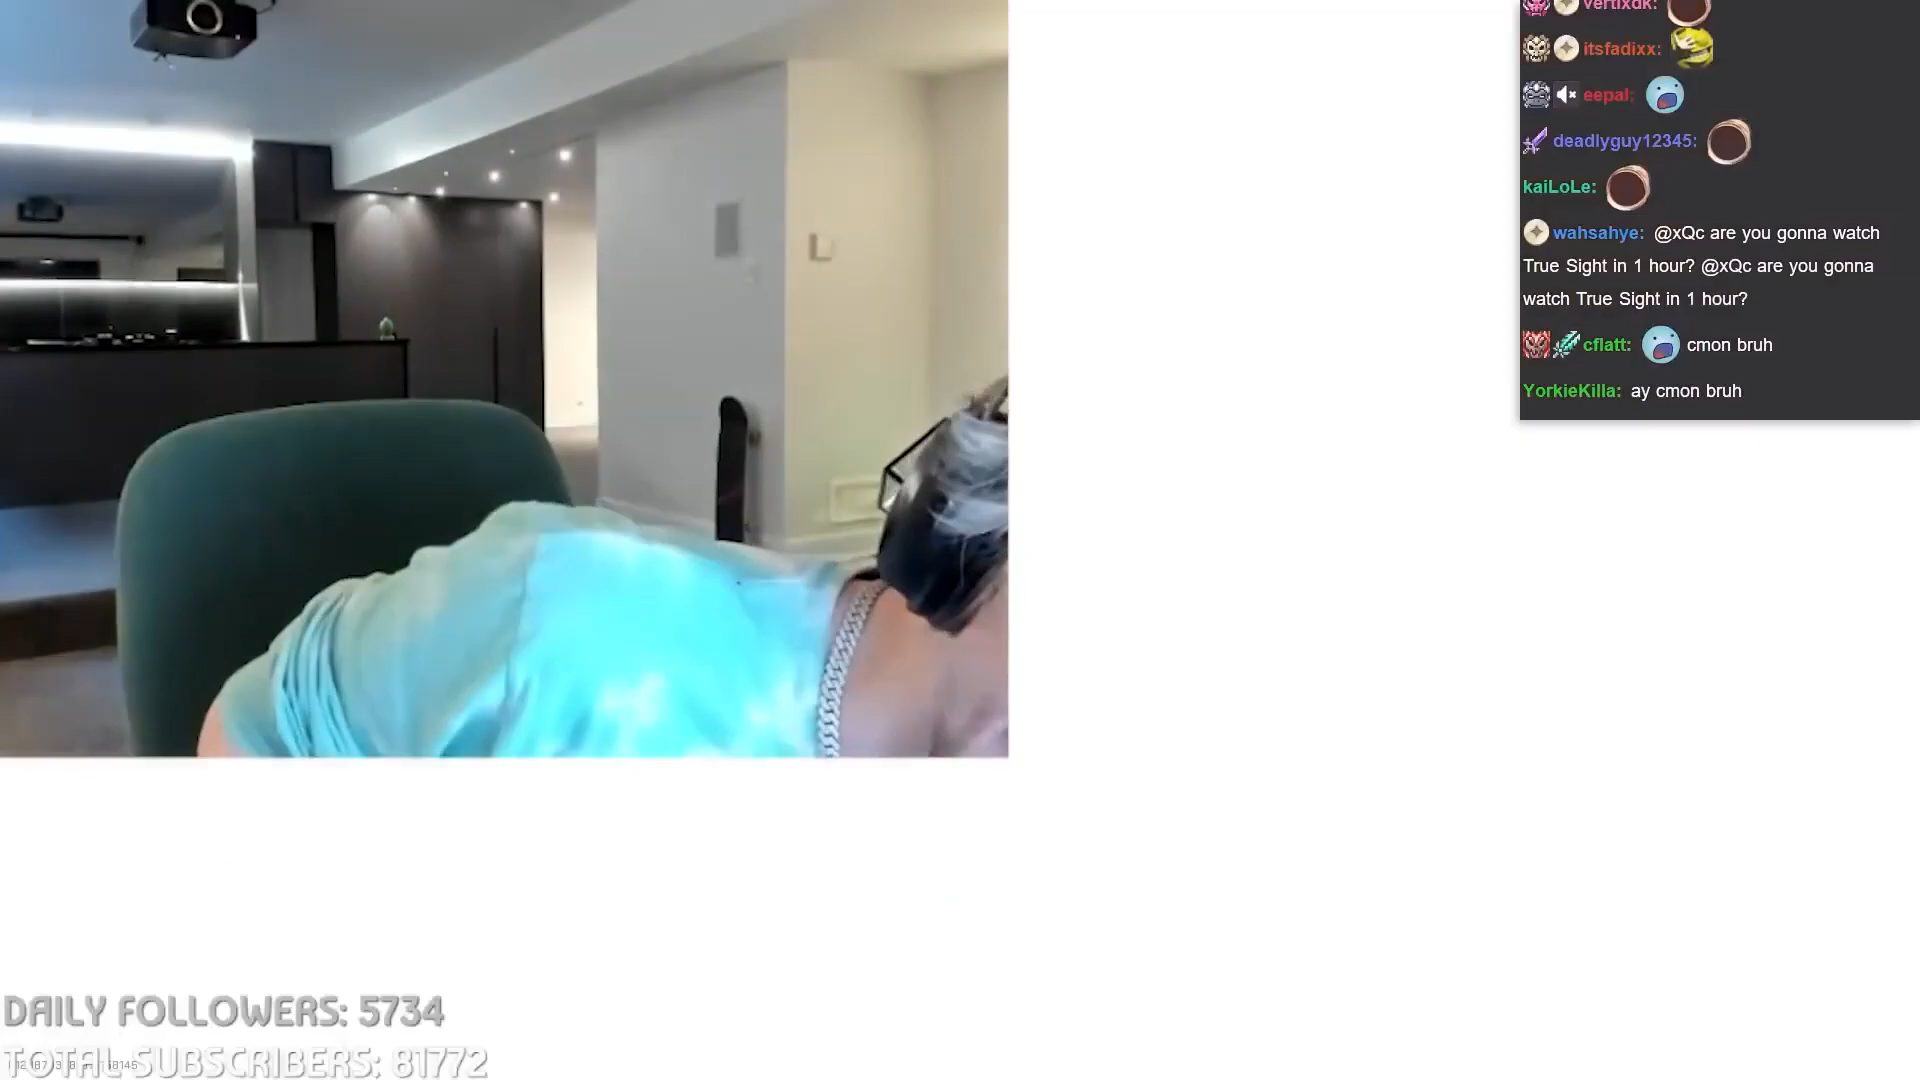 vertixdk:
itsfadixx:
eepal:
deadlyguy12345:
kaiLoLe:
wahsahye: @xQc are you gonna watch
True Sight in 1 hour? @xQc are you gonna
watch True Sight in 1 hour?
cflatt: cmon bruh
YorkieKilla: ay cmon bruh
DAILY FOLLOWERS: 5734
TOTAL SUBSCRIBERS: 81772